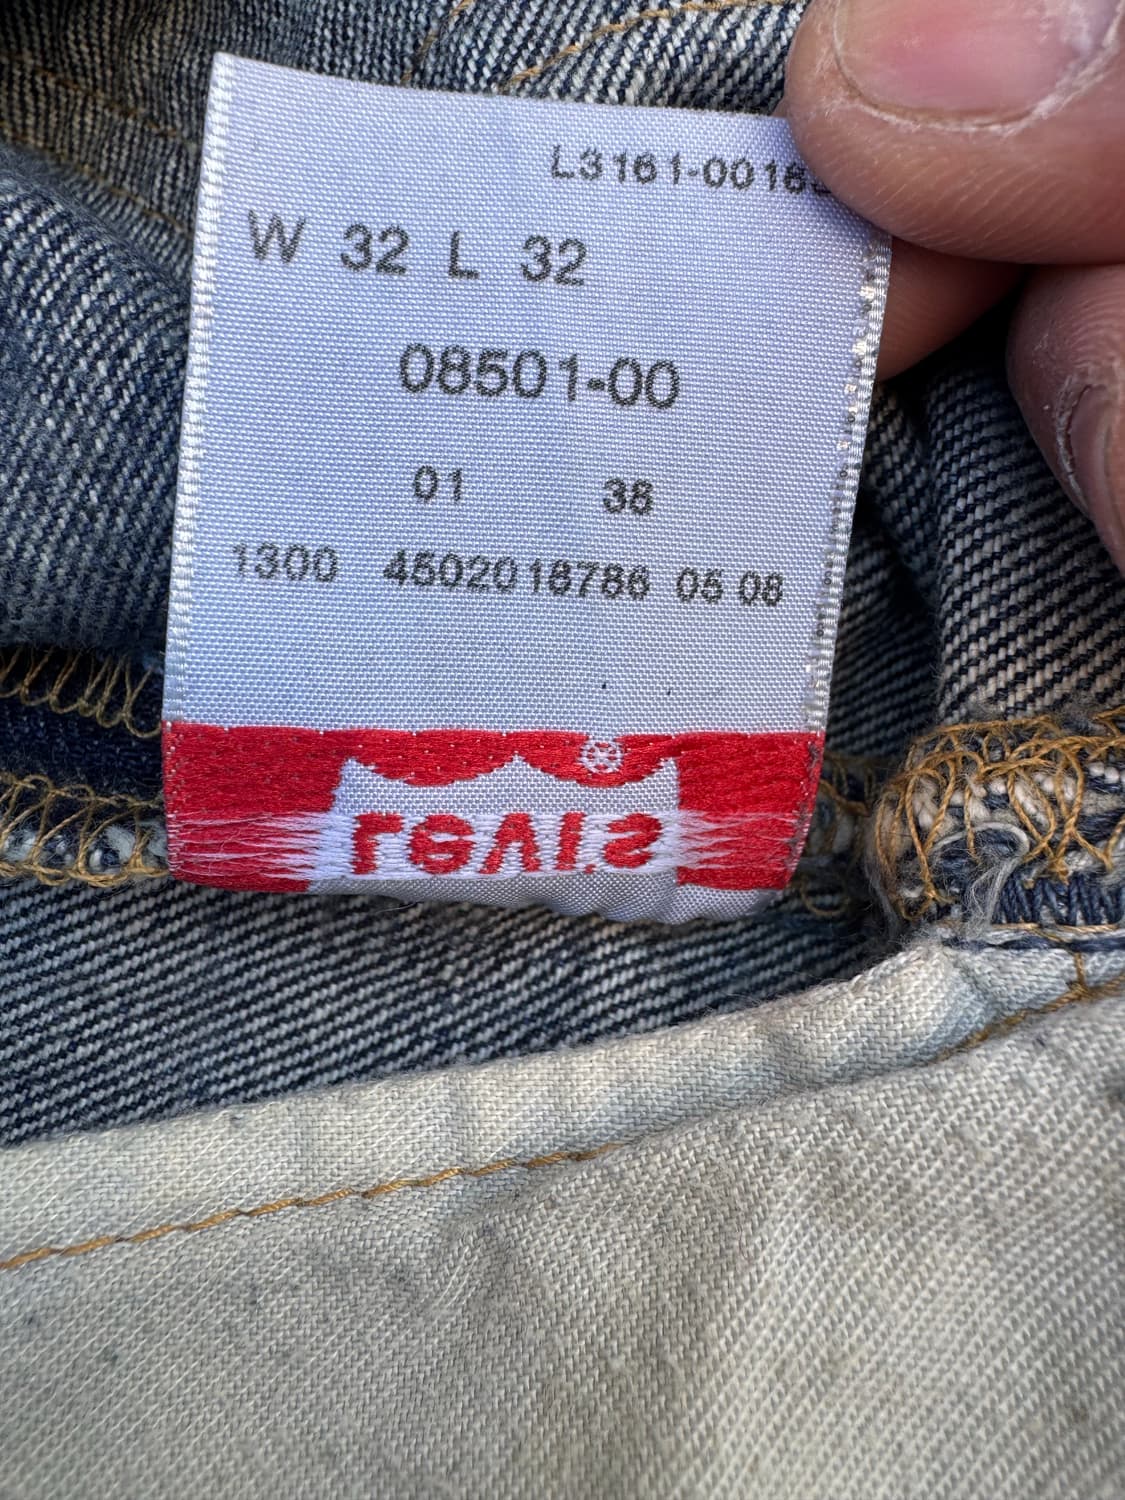 L3161-0016
W 32 L 32
08501-00
01 38
1300 4502018786 05 08
Levi's ®